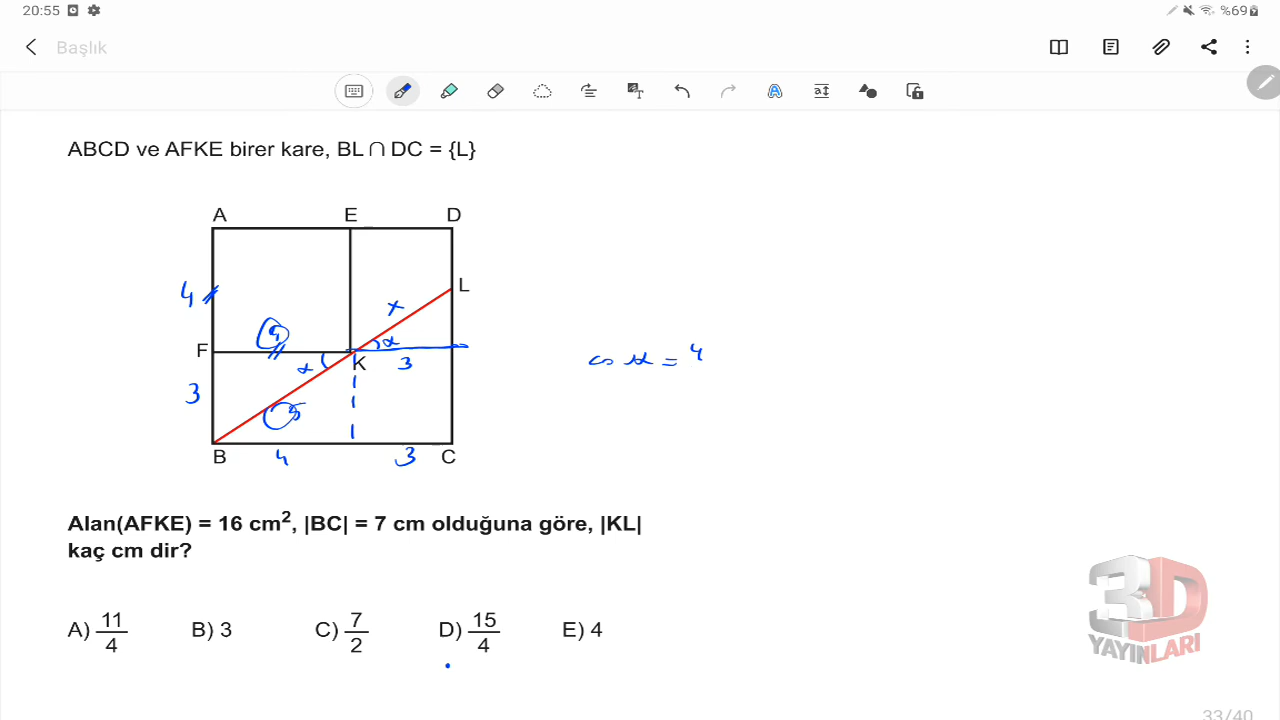 20:55 %69
Başlık
ABCD ve AFKE birer kare, BL ∩ DC = {L}
A E D
4 L
x
F 4 α
K 3
α
3 5
B 4 3 C
cos α = 4
Alan(AFKE) = 16 cm², |BC| = 7 cm olduğuna göre, |KL|
kaç cm dir?
A) 11/4 B) 3 C) 7/2 D) 15/4 E) 4
3D
YAYINLARI
33/40